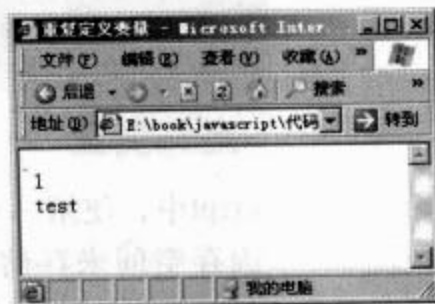 重复定义变量 - Microsoft Inter...
文件(F) 编辑(E) 查看(V) 收藏(A) »
后退 搜索 »
地址(D) E:\book\javascript\代码 转到
1
test
我的电脑